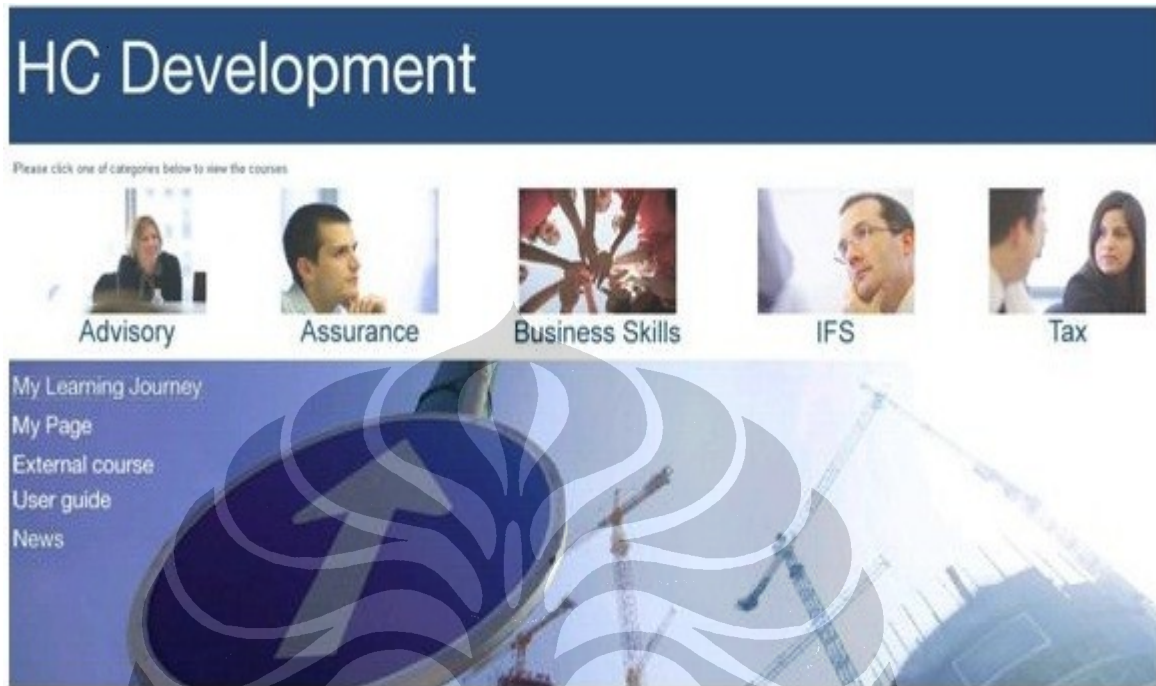 HC Development
Please click one of categories below to view the courses
Advisory
Assurance
Business Skills
IFS
Tax
My Learning Journey
My Page
External course
User guide
News